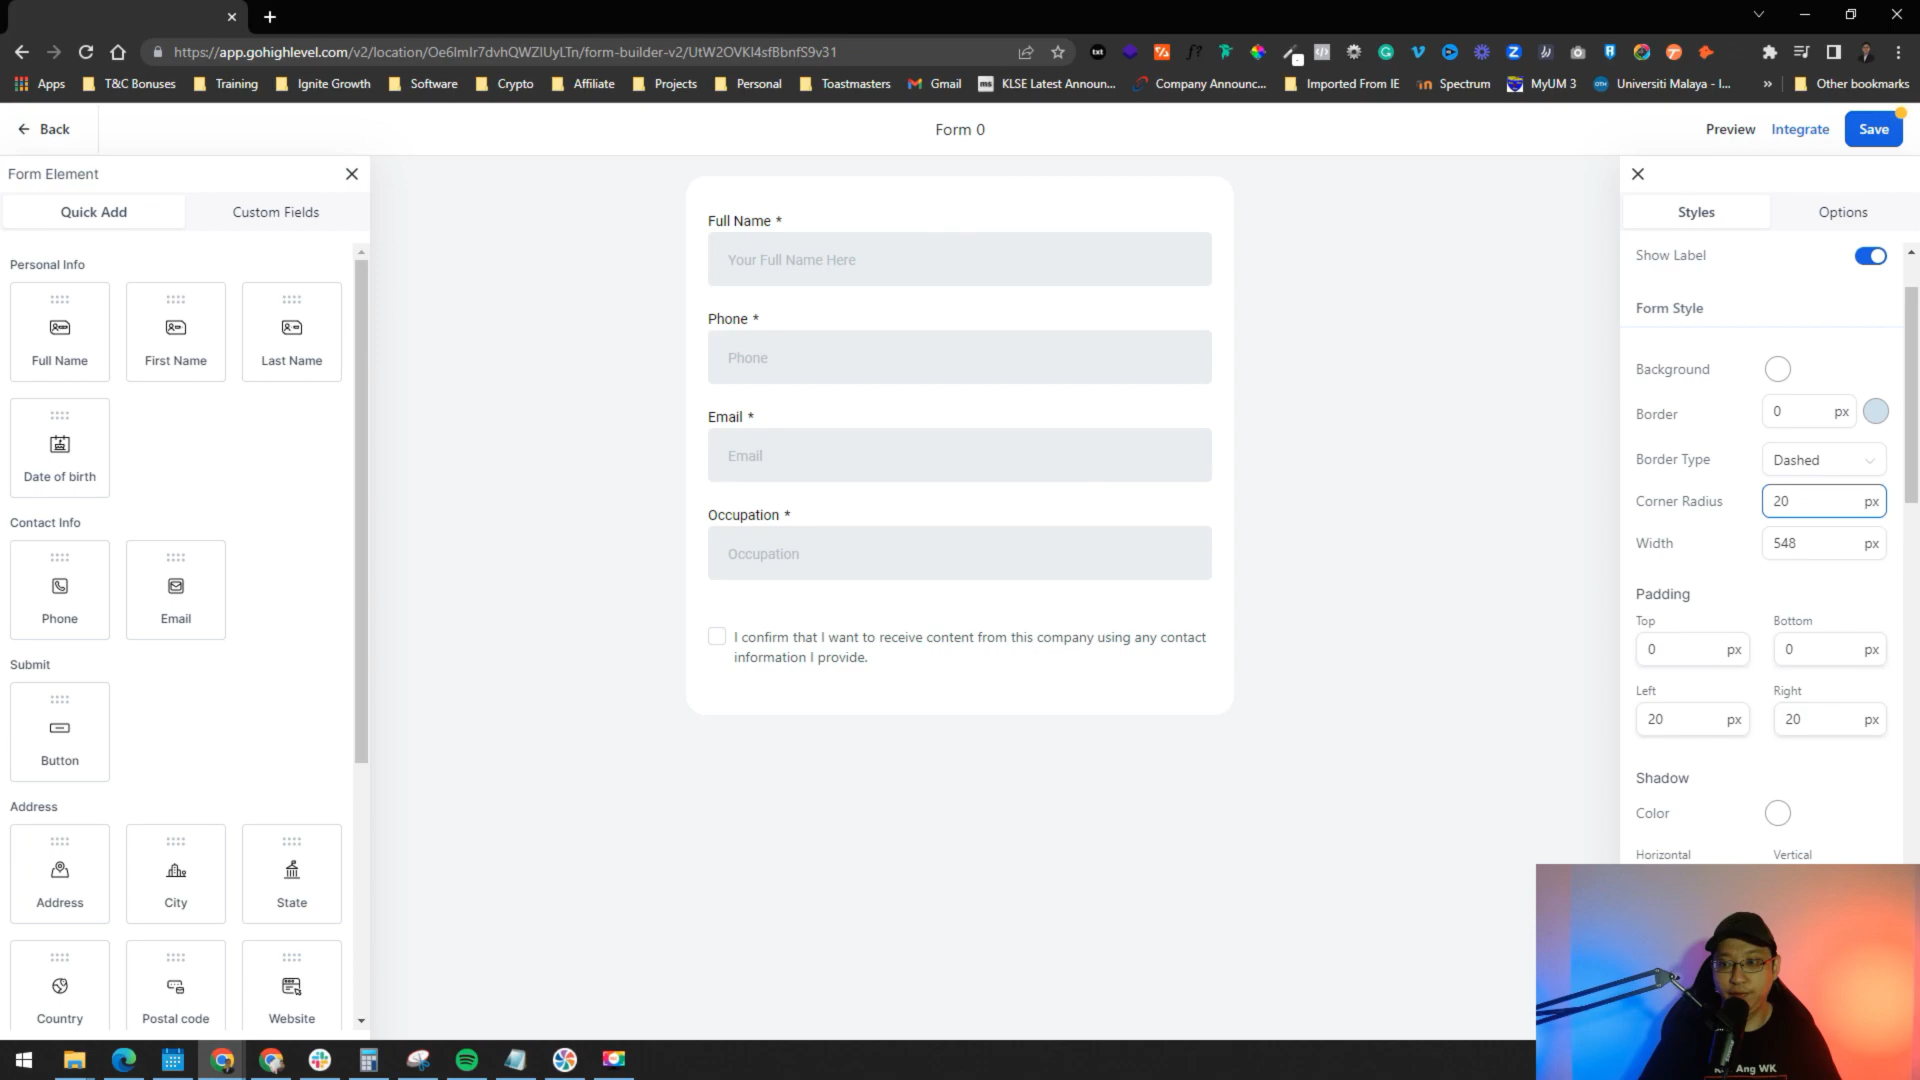 https://app.gohighlevel.com/v2/location/Oe6lmIr7dvhQWZlUyLTn/form-builder-v2/UtW2OVKl4sfBbnfS9v31
Apps
T&C Bonuses
Training
Ignite Growth
Software
Crypto
Affiliate
Projects
Personal
Toastmasters
Gmail
KLSE Latest Announ...
Company Announc...
Imported From IE
Spectrum
MyUM 3
Universiti Malaya - I...
Other bookmarks
Back
Form 0
Preview
Integrate
Save
Form Element
Quick Add
Custom Fields
Personal Info
Full Name
First Name
Last Name
Date of birth
Contact Info
Phone
Email
Submit
Button
Address
Address
City
State
Country
Postal code
Website
Full Name *
Your Full Name Here
Phone *
Phone
Email *
Email
Occupation *
Occupation
I confirm that I want to receive content from this company using any contact
information I provide.
Styles
Options
Show Label
Form Style
Background
Border
0 px
Border Type
Dashed
Corner Radius
20 px
Width
548 px
Padding
Top
Bottom
0 px
0 px
Left
Right
20 px
20 px
Shadow
Color
Horizontal
Vertical
Ang WK